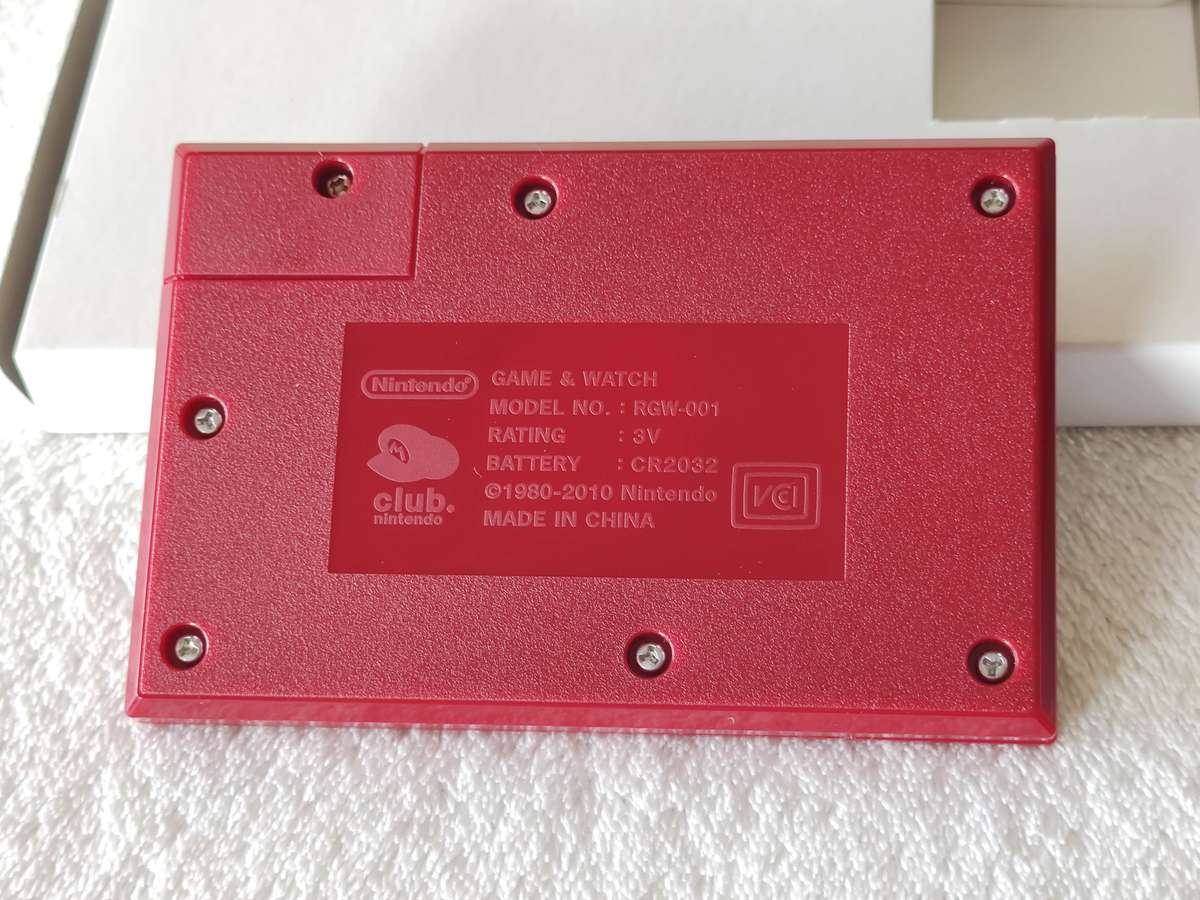 Nintendo®
GAME & WATCH
MODEL NO. : RGW-001
RATING : 3V
BATTERY : CR2032
©1980-2010 Nintendo
MADE IN CHINA
M
club.
nintendo
VCI